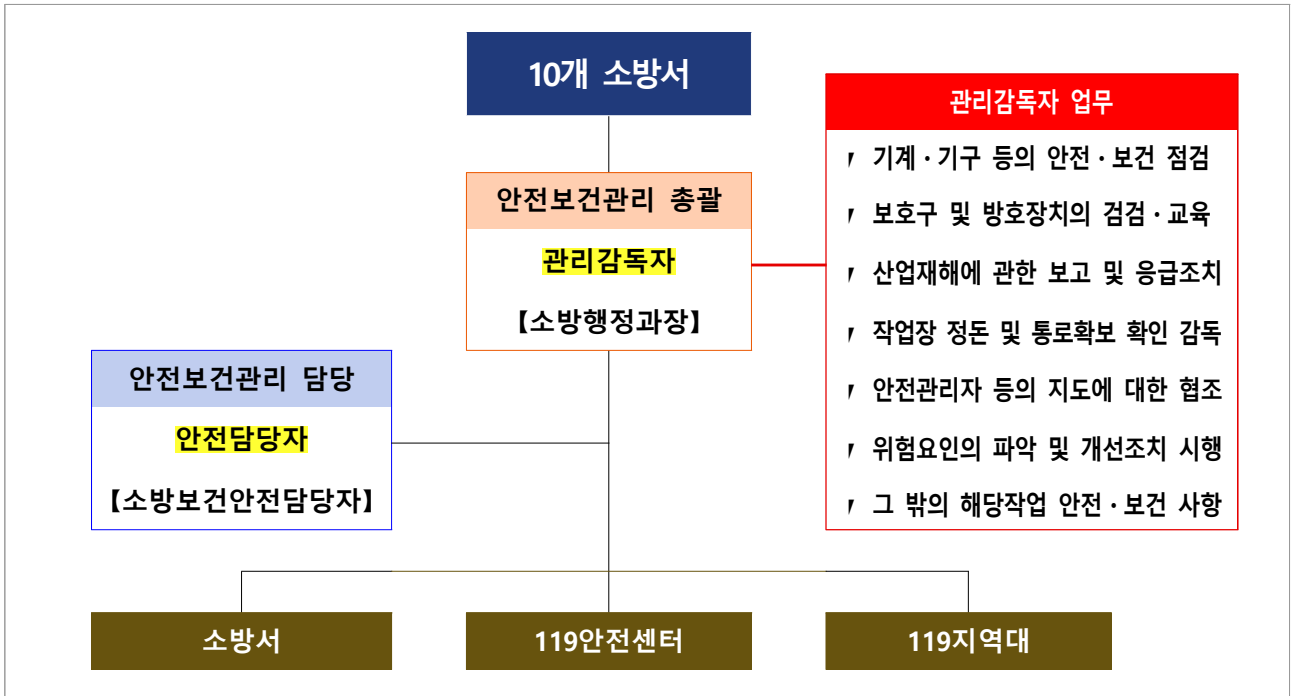 10개 소방서
안전보건관리 총괄
관리감독자
【소방행정과장】
관리감독자 업무
기계·기구 등의 안전·보건 점검
보호구 및 방호장치의 검검·교육
산업재해에 관한 보고 및 응급조치
작업장 정돈 및 통로확보 확인 감독
안전관리자 등의 지도에 대한 협조
위험요인의 파악 및 개선조치 시행
그 밖의 해당작업 안전·보건 사항
안전보건관리 담당
안전담당자
【소방보건안전담당자】
소방서
119안전센터
119지역대